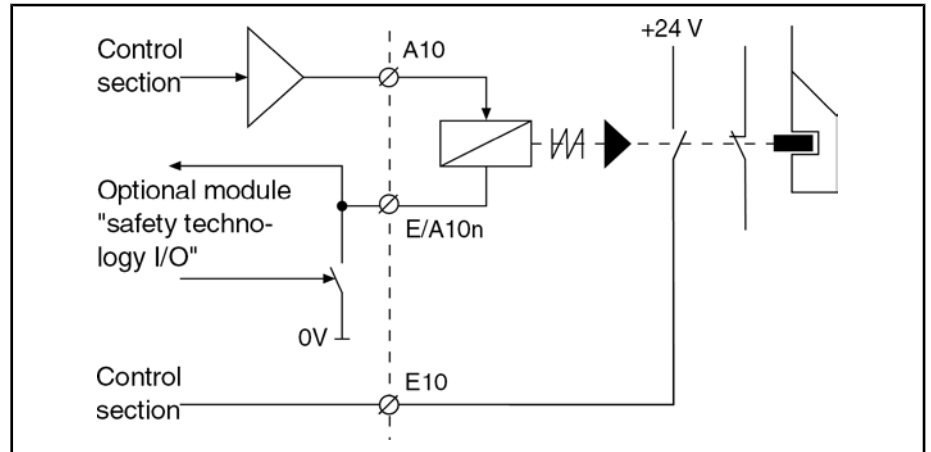 Control
section
A10
+24 V
Optional module
"safety techno-
logy I/O"
E/A10n
0V
Control
section
E10